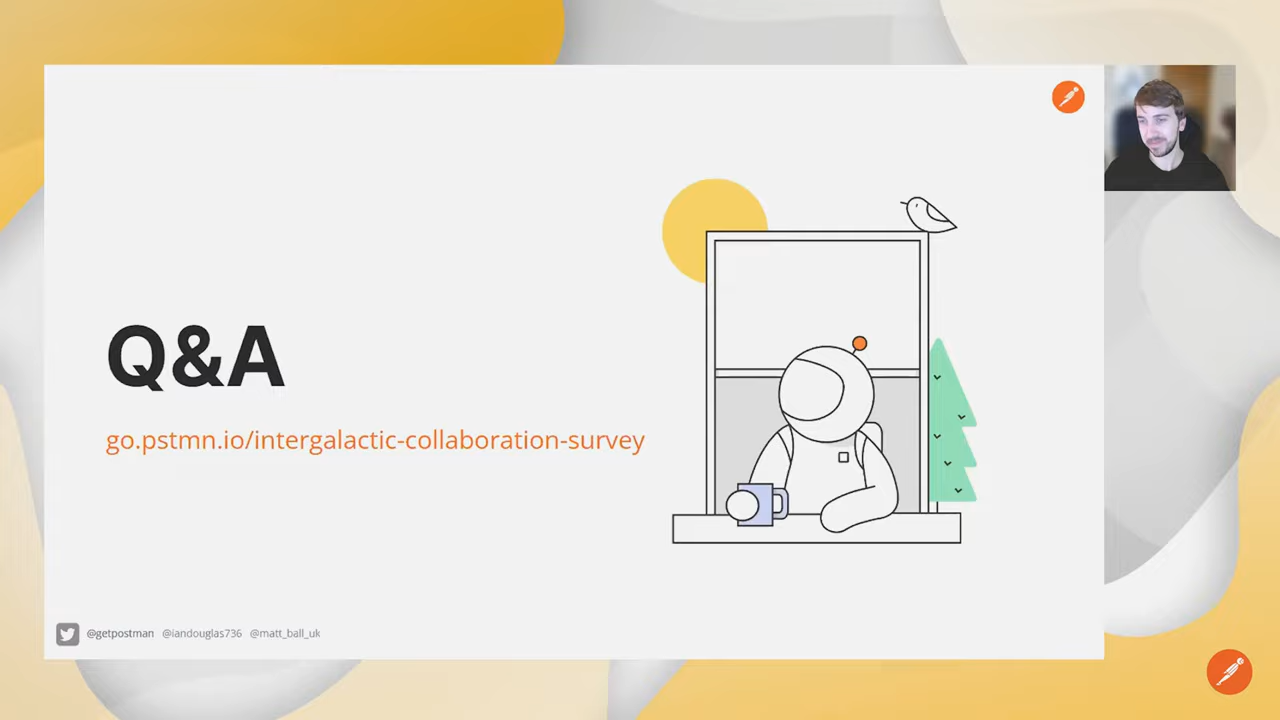 Q&A
go.pstmn.io/intergalactic-collaboration-survey
@getpostman @iandouglas736 @matt_ball_uk